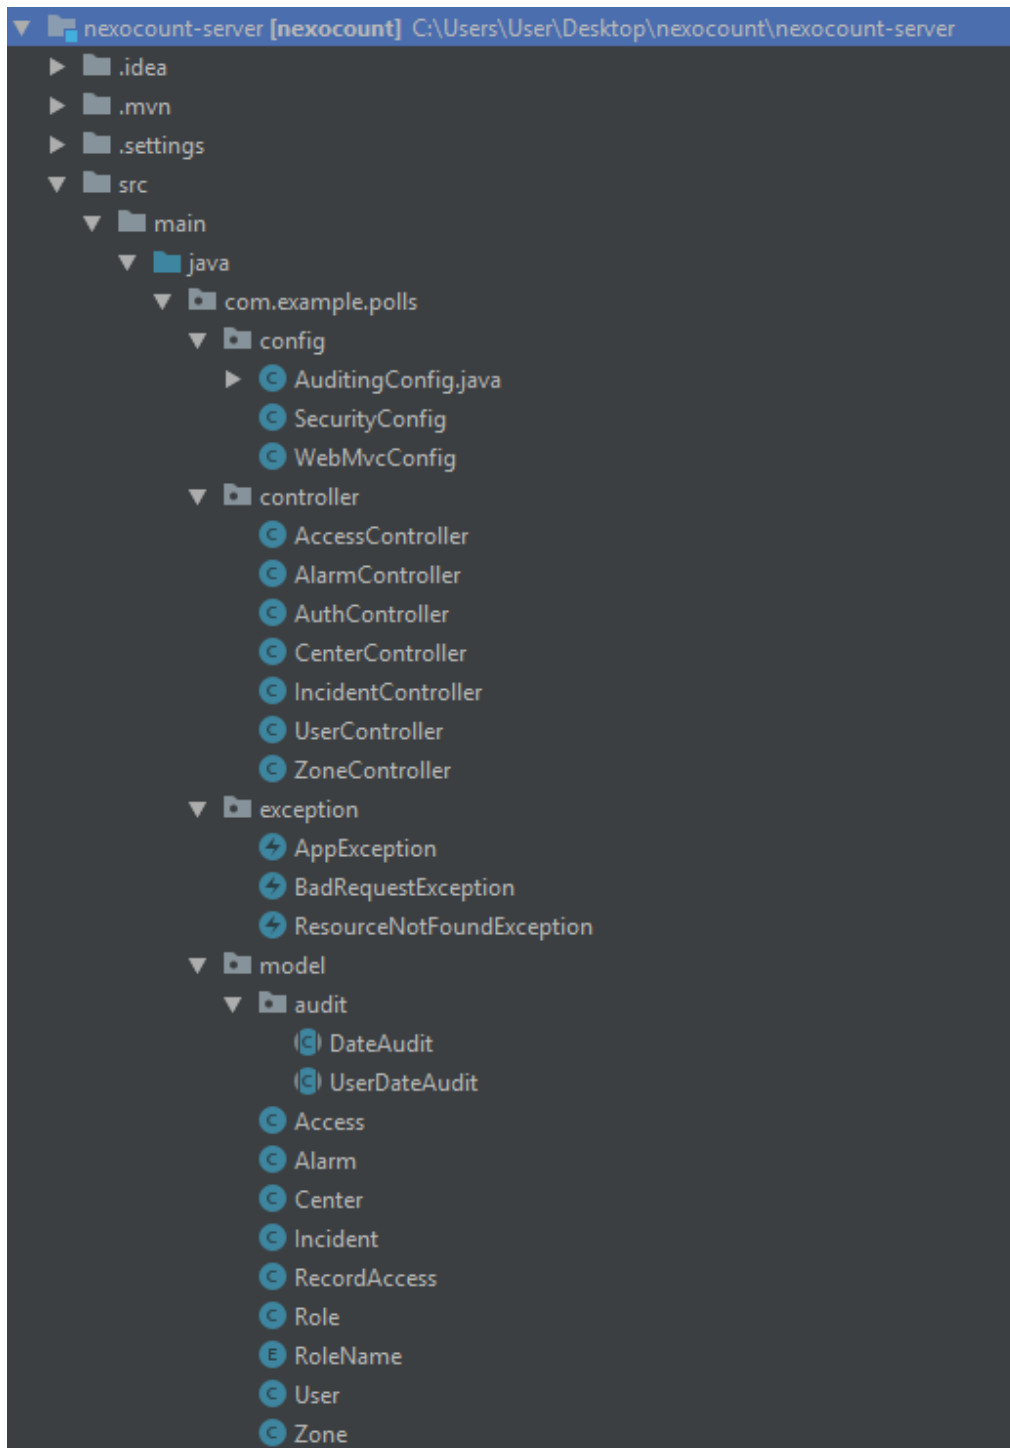 nexocount-server [nexocount] C:\Users\User\Desktop\nexocount\nexocount-server
.idea
.mvn
.settings
src
main
java
com.example.polls
config
AuditingConfig.java
SecurityConfig
WebMvcConfig
controller
AccessController
AlarmController
AuthController
CenterController
IncidentController
UserController
ZoneController
exception
AppException
BadRequestException
ResourceNotFoundException
model
audit
DateAudit
UserDateAudit
Access
Alarm
Center
Incident
RecordAccess
Role
RoleName
User
Zone